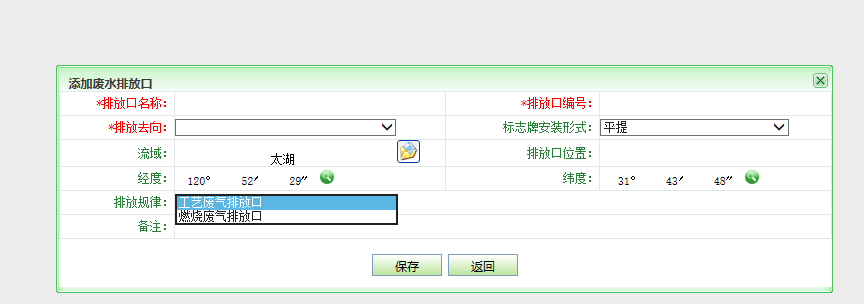 添加废水排放口
*排放口名称：
*排放口编号：
*排放去向：
标志牌安装形式： 平提
流域： 太湖
排放口位置：
经度： 120° 52′ 29″
纬度： 31° 43′ 48″
排放规律： 工艺废气排放口
燃烧废气排放口
备注：
保存 返回